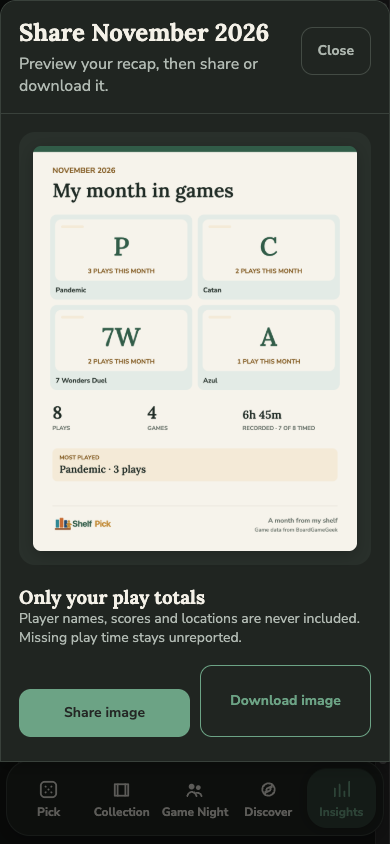 Share November 2026
Close
Preview your recap, then share or
download it.
NOVEMBER 2026
My month in games
P
3 PLAYS THIS MONTH
Pandemic
C
2 PLAYS THIS MONTH
Catan
7W
2 PLAYS THIS MONTH
7 Wonders Duel
A
1 PLAY THIS MONTH
Azul
8
PLAYS
4
GAMES
6h 45m
RECORDED · 7 OF 8 TIMED
MOST PLAYED
Pandemic · 3 plays
Shelf Pick
A month from my shelf
Game data from BoardGameGeek
Only your play totals
Player names, scores and locations are never included.
Missing play time stays unreported.
Share image
Download image
Pick
Collection
Game Night
Discover
Insights